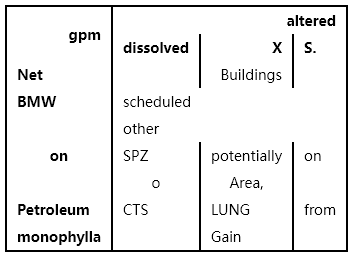 gpm altered
dissolved X S.
Net Buildings
BMW scheduled
other
on SPZ potentially on
o Area,
Petroleum CTS LUNG from
monophylla Gain